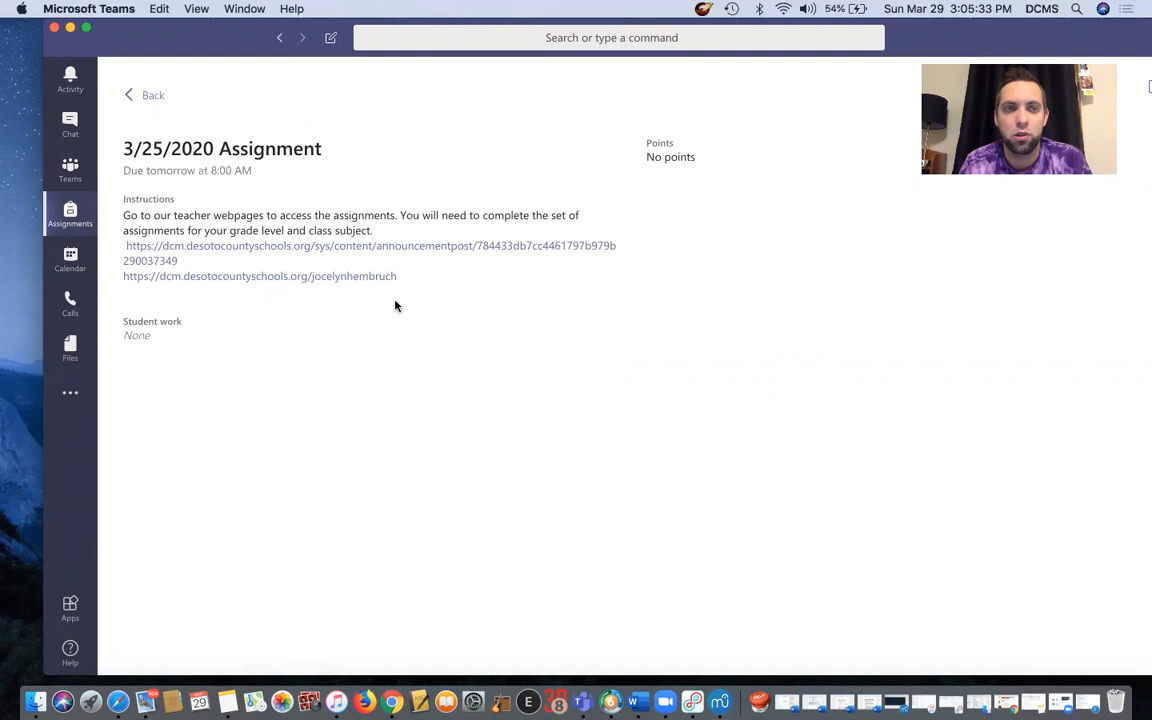 Microsoft Teams Edit View Window Help 54% Sun Mar 29 3:05:33 PM DCMS
Search or type a command
Activity
Chat
Teams
Assignments
Calendar
Calls
Files
Apps
Help
Back
3/25/2020 Assignment
Due tomorrow at 8:00 AM
Points
No points
Instructions
Go to our teacher webpages to access the assignments. You will need to complete the set of
assignments for your grade level and class subject.
https://dcm.desotocountyschools.org/sys/content/announcementpost/784433db7cc4461797b979b
290037349
https://dcm.desotocountyschools.org/jocelynhembruch
Student work
None
29
E